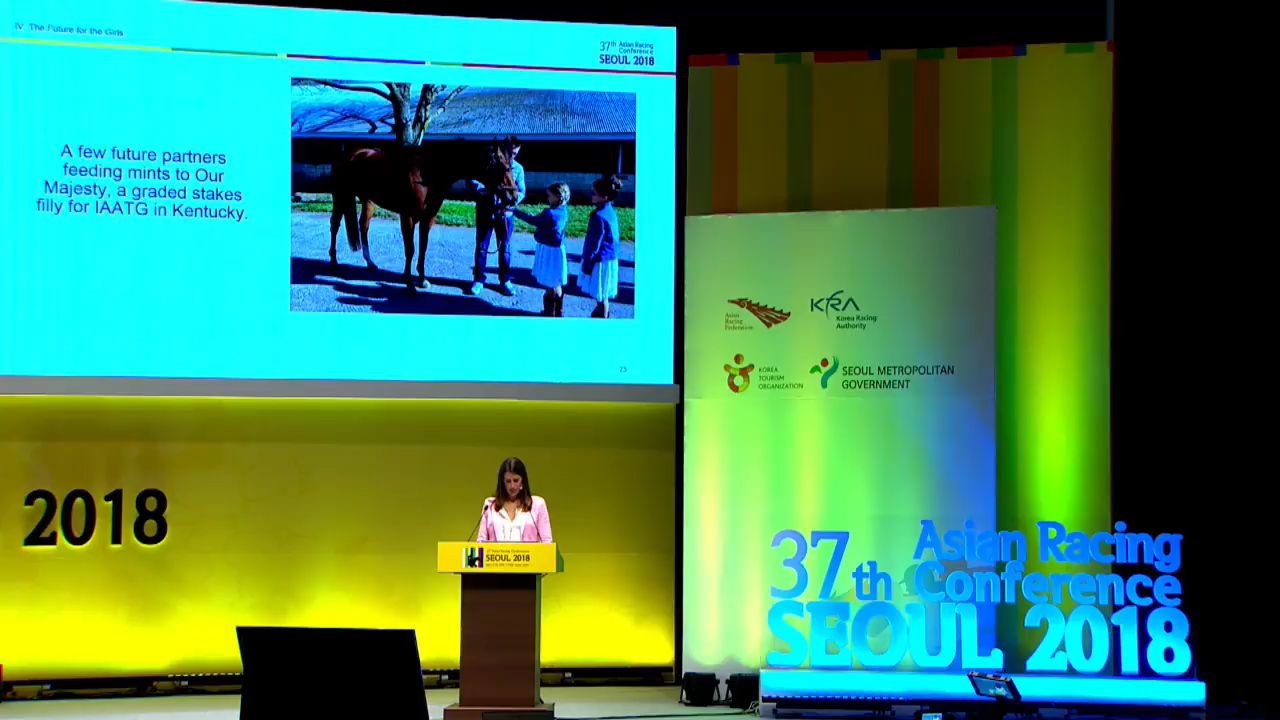 IV. The Future for the Girls
37th Asian Racing
Conference
SEOUL 2018
A few future partners
feeding mints to Our
Majesty, a graded stakes
filly for IAATG in Kentucky.
2018
Asian
Racing
Federation
KRA
Korea Racing
Authority
KOREA
TOURISM
ORGANIZATION
SEOUL METROPOLITAN
GOVERNMENT
SEOUL 2018
37th Asian Racing
Conference
SEOUL 2018